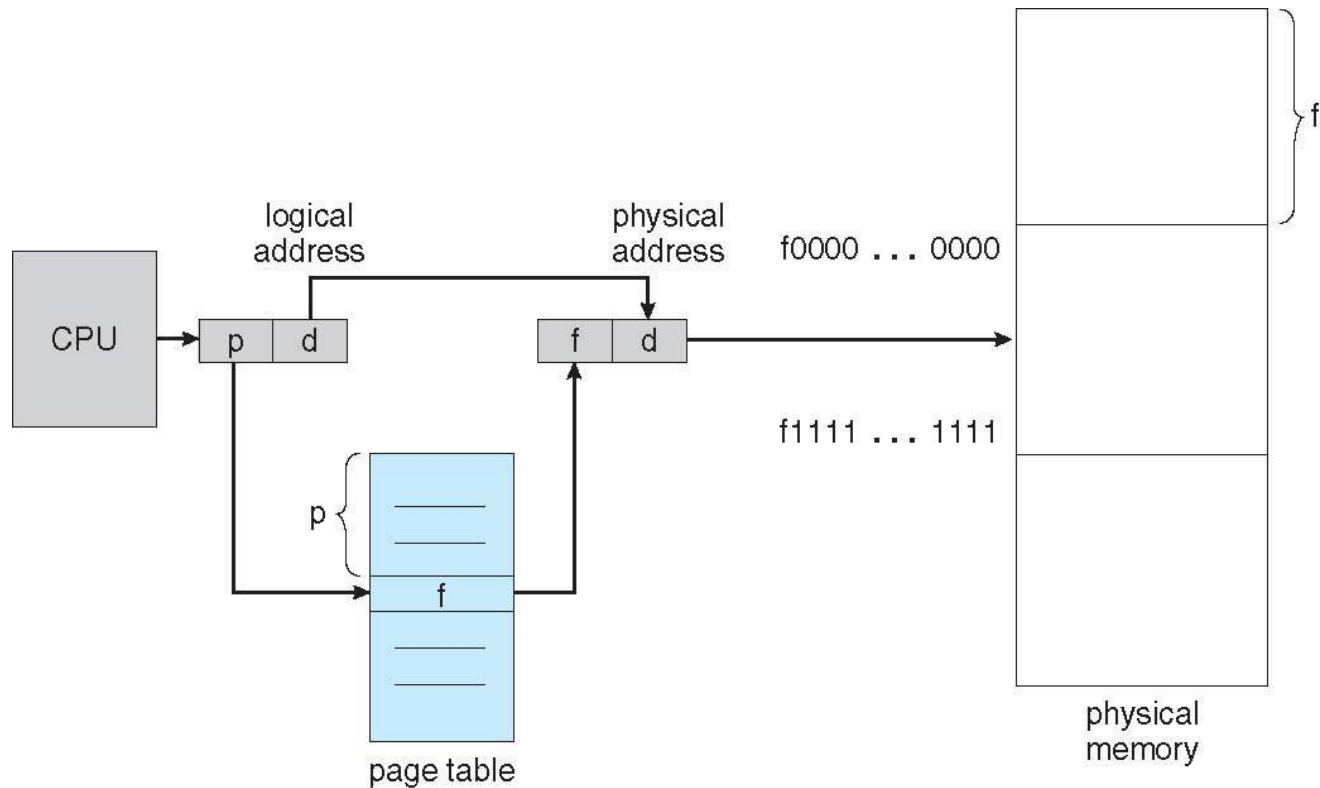 f
logical
address
physical
address
f0000 ... 0000
CPU
p d
f d
f1111 ... 1111
p
f
physical
memory
page table